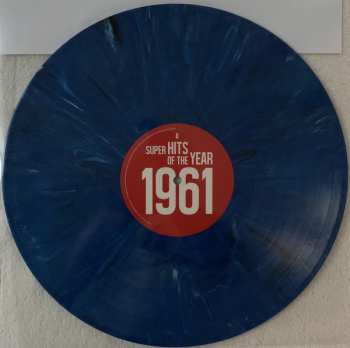 SUPER HITS
OF THE YEAR
1961